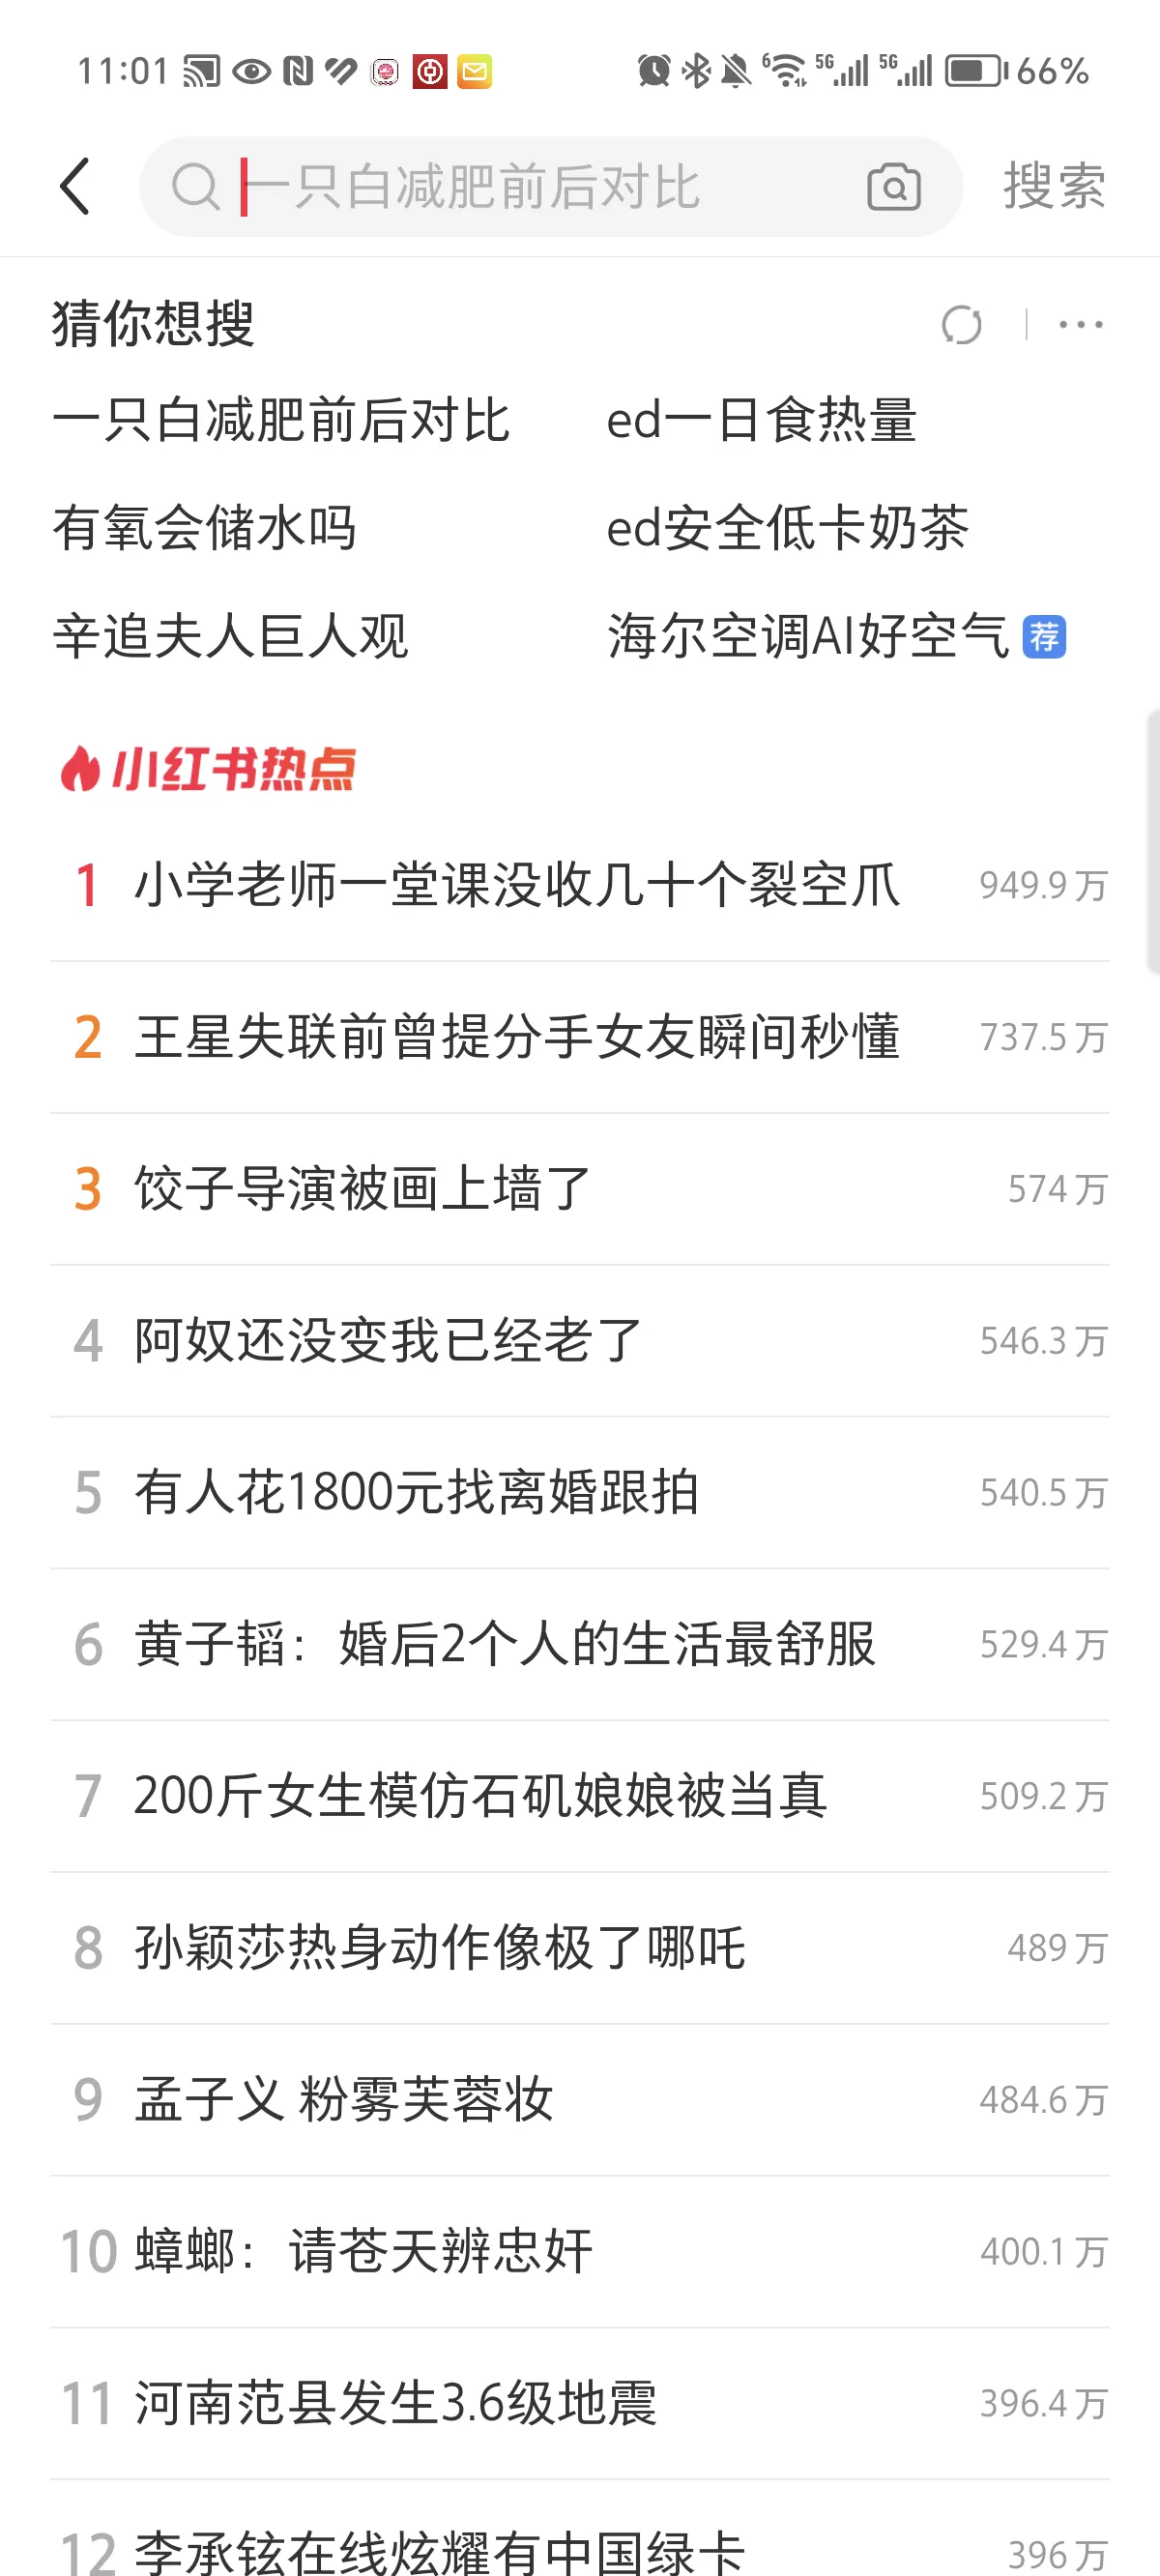 11:01 6 5G 5G 66%
一只白减肥前后对比 搜索
猜你想搜
一只白减肥前后对比 ed一日食热量
有氧会储水吗 ed安全低卡奶茶
辛追夫人巨人观 海尔空调AI好空气 荐
小红书热点
1 小学老师一堂课没收几十个裂空爪 949.9 万
2 王星失联前曾提分手女友瞬间秒懂 737.5 万
3 饺子导演被画上墙了 574 万
4 阿奴还没变我已经老了 546.3 万
5 有人花1800元找离婚跟拍 540.5 万
6 黄子韬：婚后2个人的生活最舒服 529.4 万
7 200斤女生模仿石矶娘娘被当真 509.2 万
8 孙颖莎热身动作像极了哪吒 489 万
9 孟子义 粉雾芙蓉妆 484.6 万
10 蟑螂：请苍天辨忠奸 400.1 万
11 河南范县发生3.6级地震 396.4 万
12 李承铉在线炫耀有中国绿卡 396 万